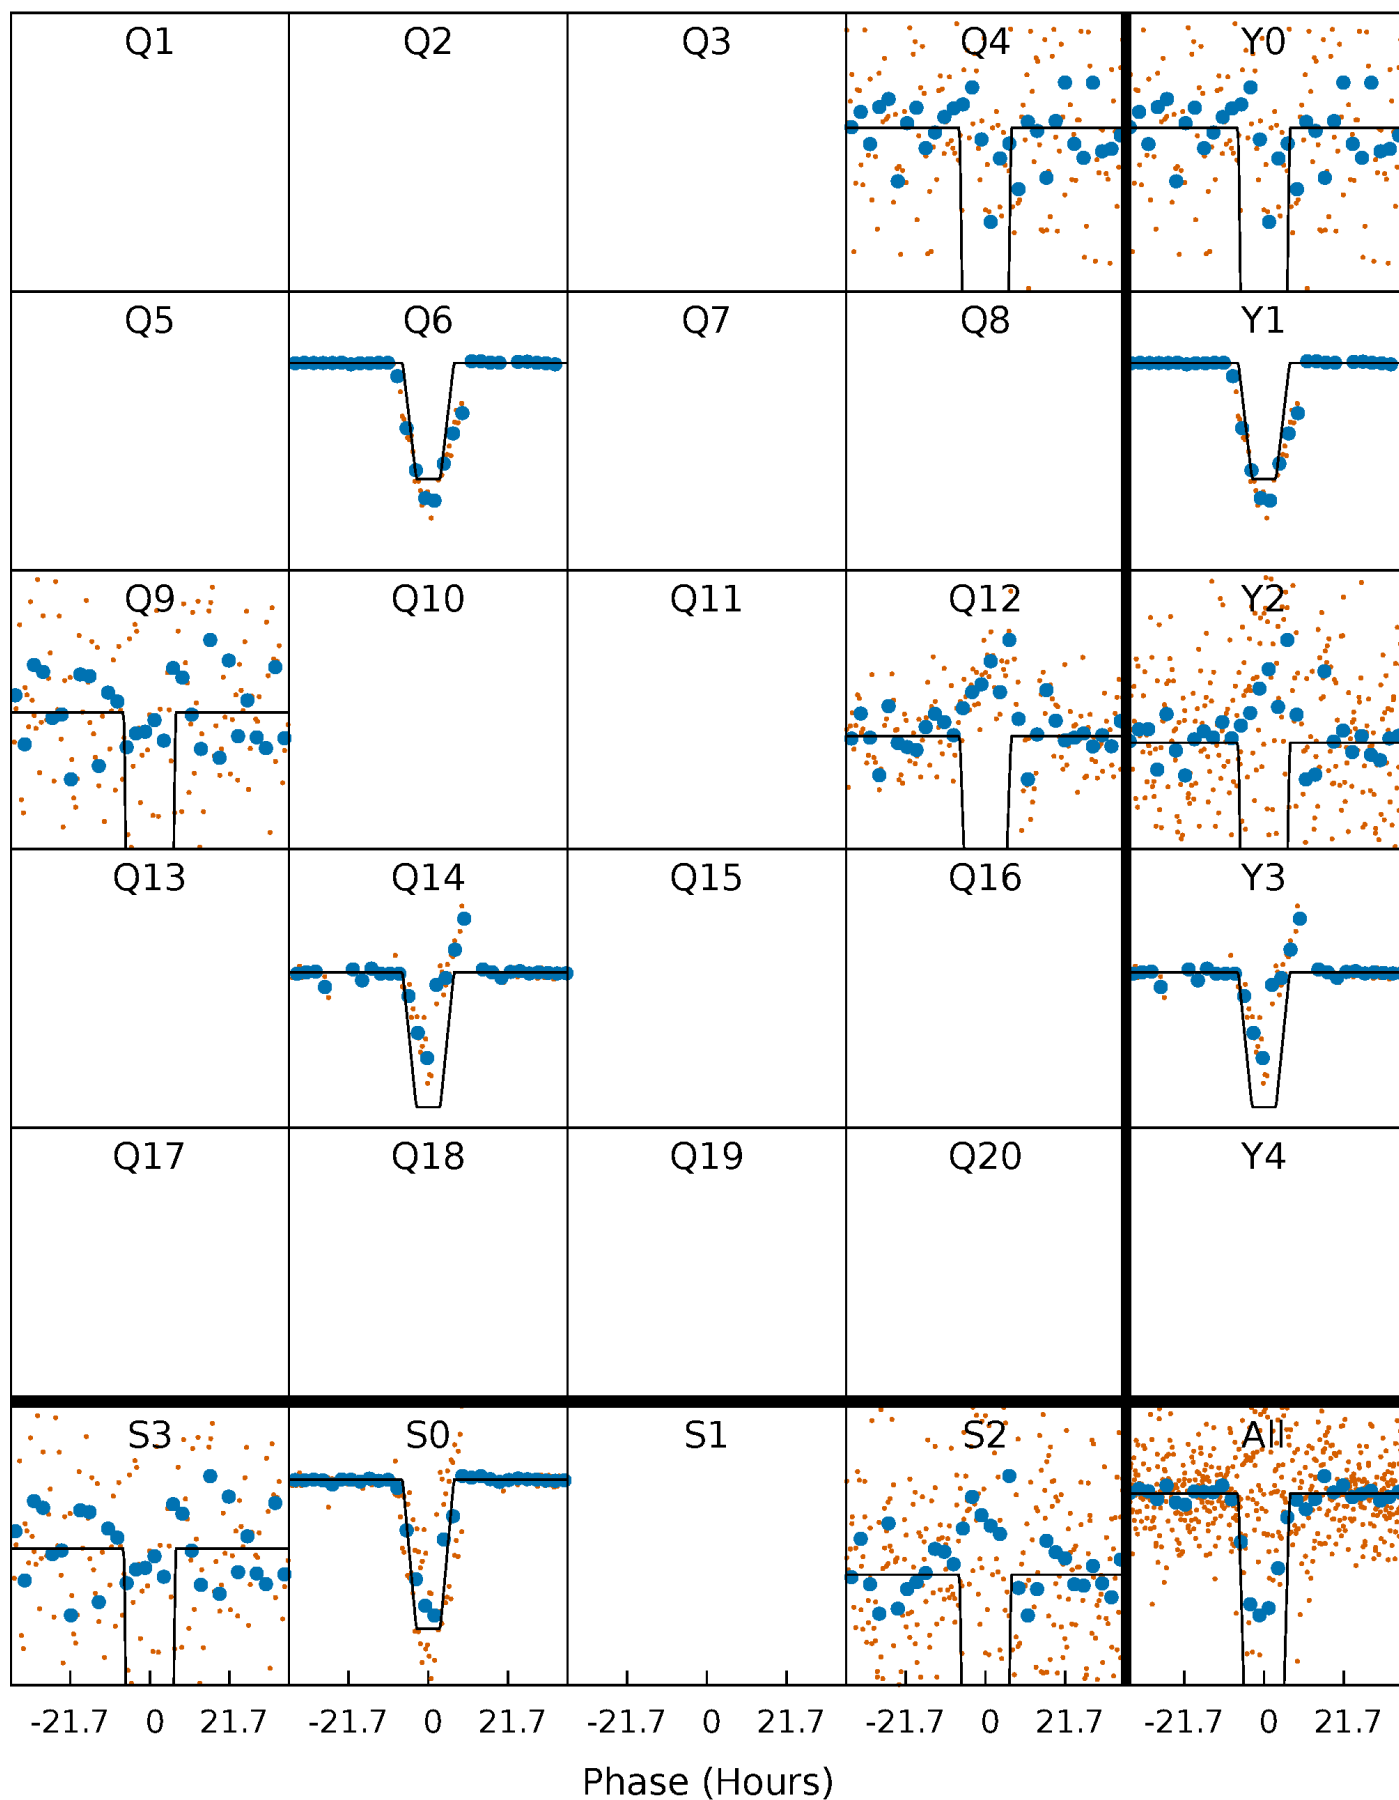 Q1 Q2 Q3 Q4 Y0
Q5 Q6 Q7 Q8 Y1
Q9 Q10 Q11 Q12 Y2
Q13 Q14 Q15 Q16 Y3
Q17 Q18 Q19 Q20 Y4
S3 S0 S1 S2 All
-21.7 0 21.7 -21.7 0 21.7 -21.7 0 21.7 -21.7 0 21.7 -21.7 0 21.7
Phase (Hours)